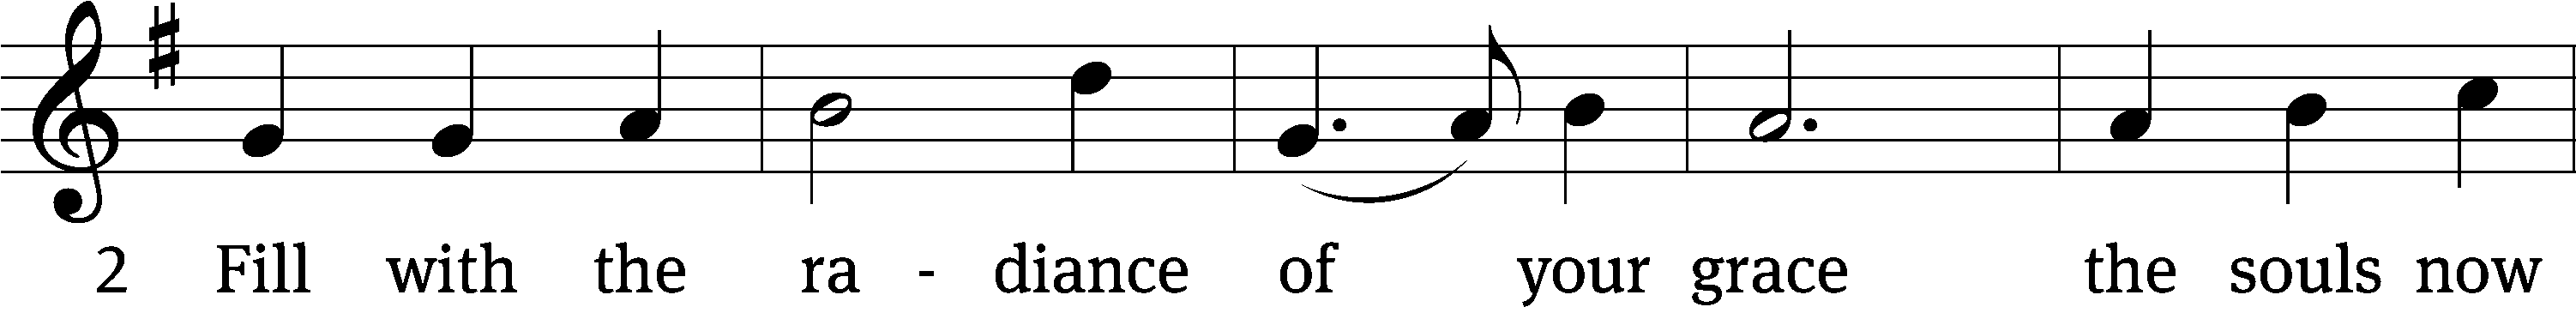 2 Fill with the ra - diance of your grace the souls now